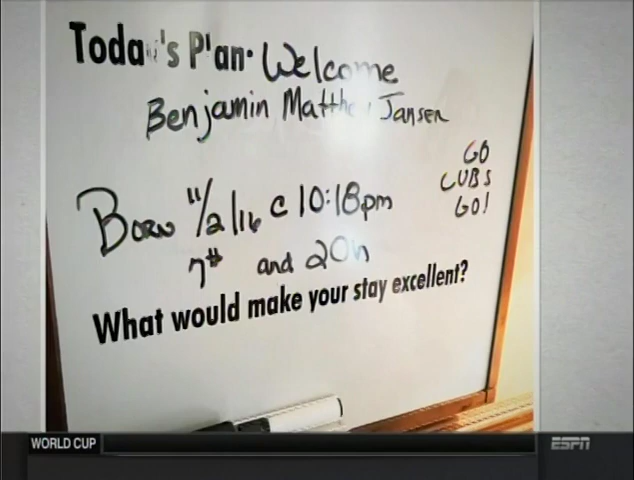 Today's Plan: Welcome
Benjamin Matthew Jansen
GO
CUBS
GO!
Born 11/2/16 @ 10:18pm
7# and 20in
What would make your stay excellent?
WORLD CUP
ESPN